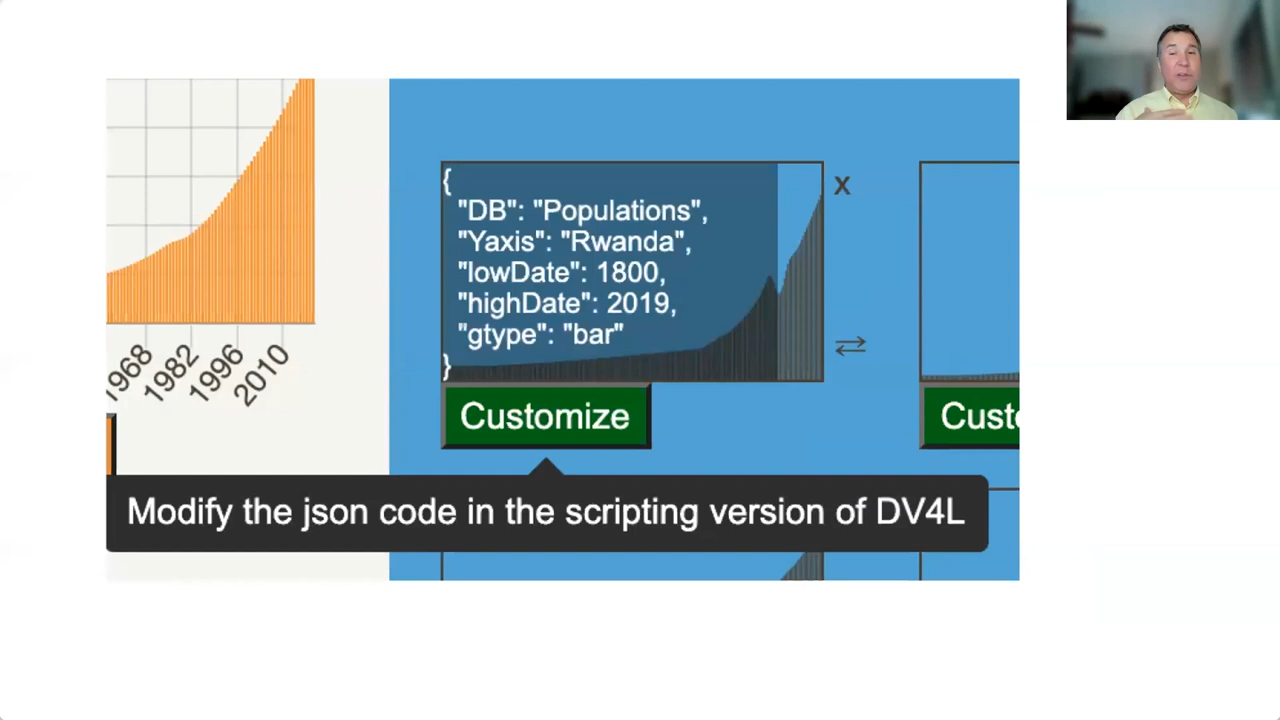 1968
1982
1996
2010
{
"DB": "Populations",
"Yaxis": "Rwanda",
"lowDate": 1800,
"highDate": 2019,
"gtype": "bar"
}
X
Customize
Custo
Modify the json code in the scripting version of DV4L